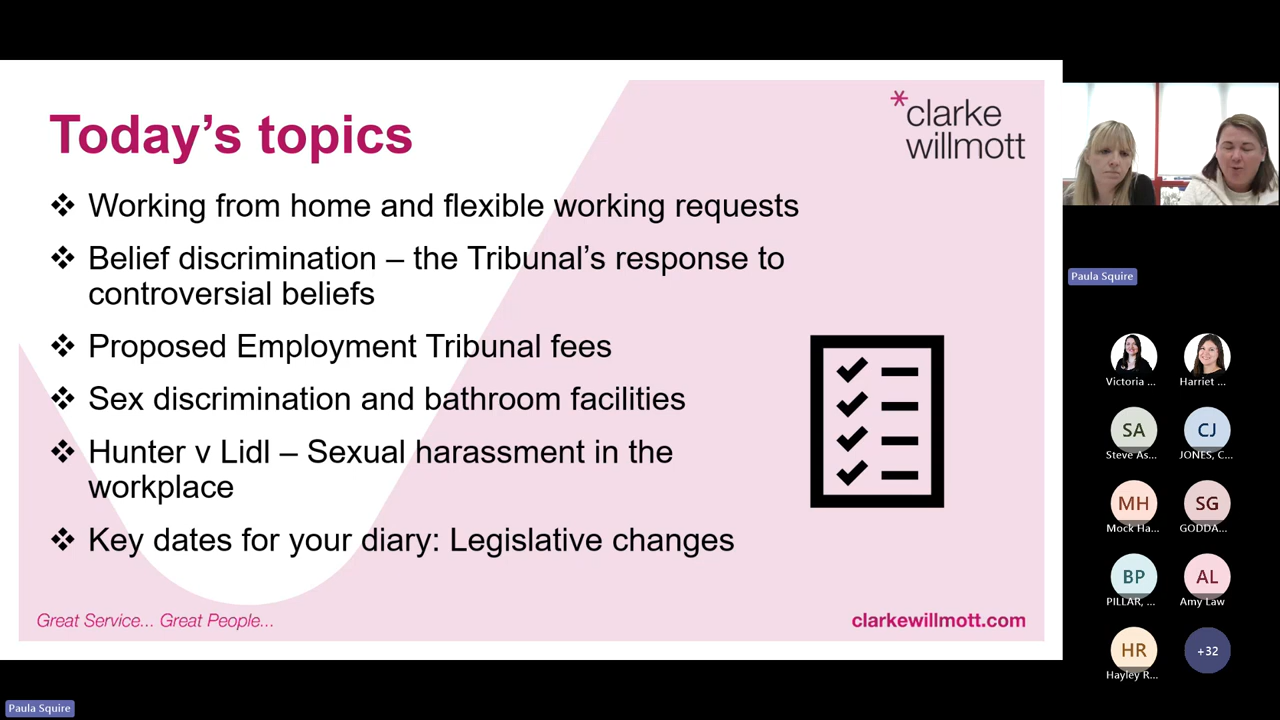 Today's topics
*clarke
willmott
❖ Working from home and flexible working requests
❖ Belief discrimination – the Tribunal's response to
controversial beliefs
❖ Proposed Employment Tribunal fees
❖ Sex discrimination and bathroom facilities
❖ Hunter v Lidl – Sexual harassment in the
workplace
❖ Key dates for your diary: Legislative changes
Great Service... Great People...
clarkewillmott.com
Paula Squire
Victoria ...
Harriet ...
SA
Steve As...
CJ
JONES, C...
MH
Mock Ha...
SG
GODDA...
BP
PILLAR, ...
AL
Amy Law
HR
Hayley R...
+32
Paula Squire